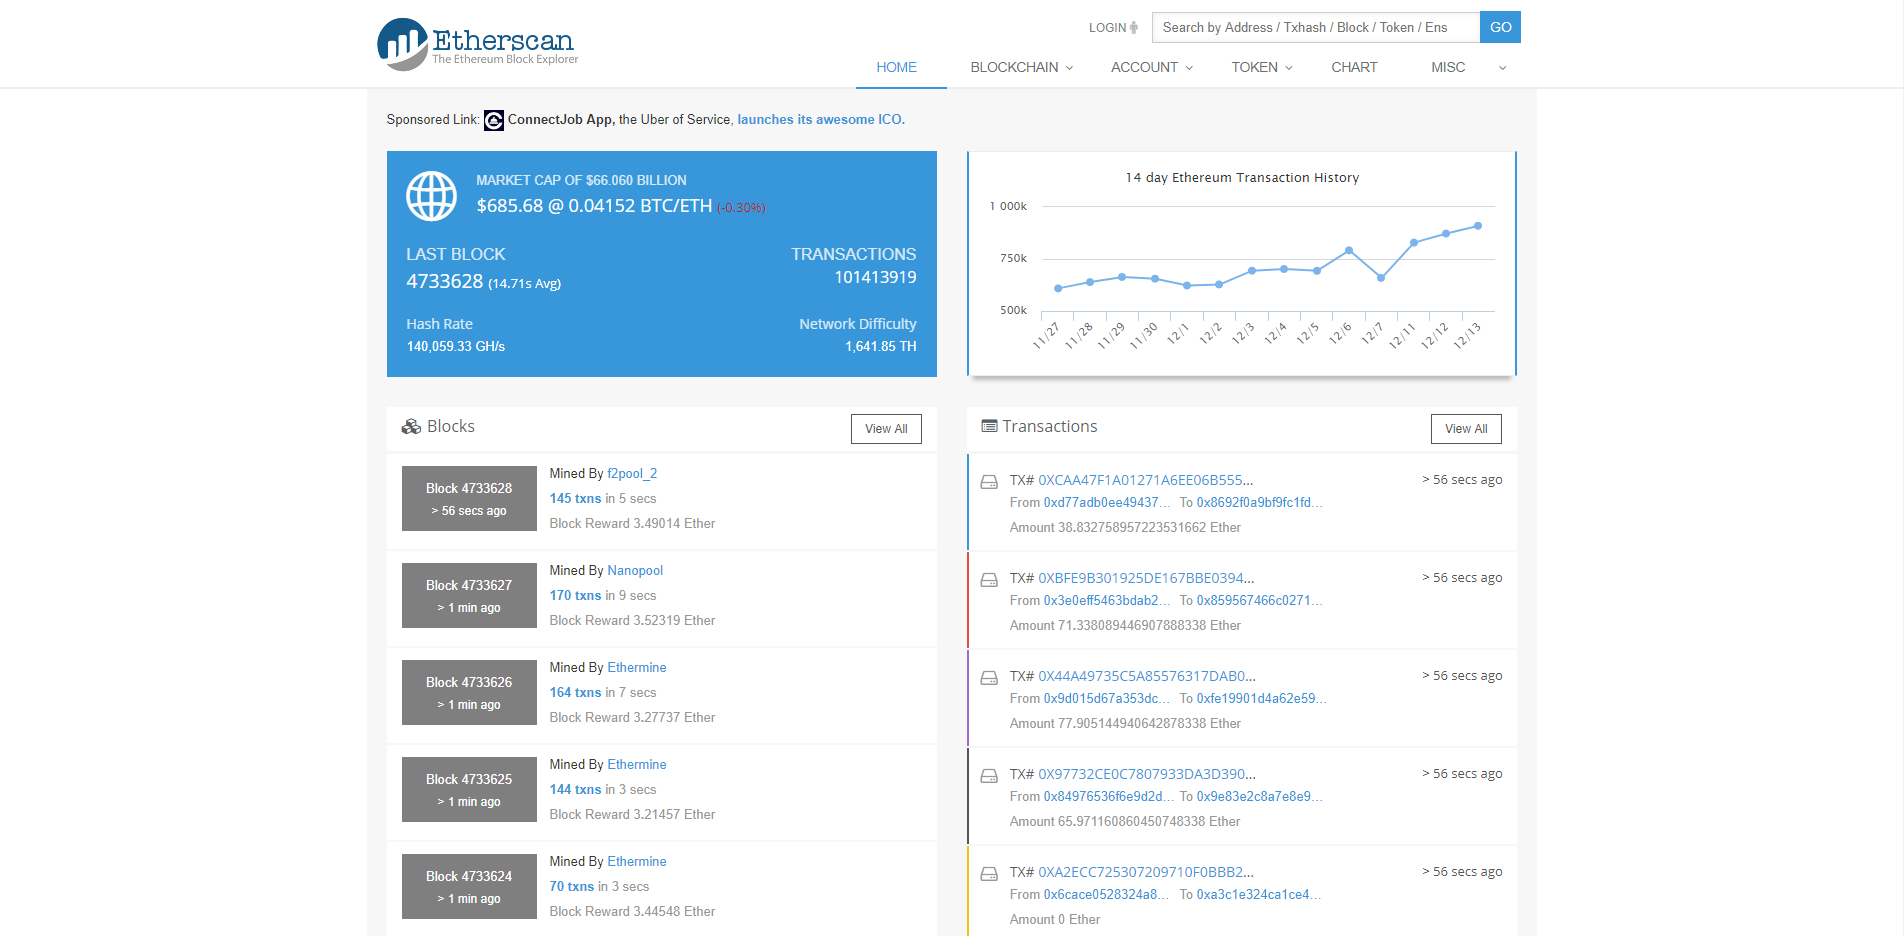 Etherscan
The Ethereum Block Explorer
LOGIN
Search by Address / Txhash / Block / Token / Ens
GO
HOME BLOCKCHAIN ACCOUNT TOKEN CHART MISC
Sponsored Link: ConnectJob App, the Uber of Service, launches its awesome ICO.
MARKET CAP OF $66.060 BILLION
$685.68 @ 0.04152 BTC/ETH (-0.30%)
LAST BLOCK
4733628 (14.71s Avg)
TRANSACTIONS
101413919
Hash Rate
140,059.33 GH/s
Network Difficulty
1,641.85 TH
14 day Ethereum Transaction History
1 000k
750k
500k
11/27 11/28 11/29 11/30 12/1 12/2 12/3 12/4 12/5 12/6 12/7 12/11 12/12 12/13
Blocks
View All
Block 4733628
> 56 secs ago
Mined By f2pool_2
145 txns in 5 secs
Block Reward 3.49014 Ether
Block 4733627
> 1 min ago
Mined By Nanopool
170 txns in 9 secs
Block Reward 3.52319 Ether
Block 4733626
> 1 min ago
Mined By Ethermine
164 txns in 7 secs
Block Reward 3.27737 Ether
Block 4733625
> 1 min ago
Mined By Ethermine
144 txns in 3 secs
Block Reward 3.21457 Ether
Block 4733624
> 1 min ago
Mined By Ethermine
70 txns in 3 secs
Block Reward 3.44548 Ether
Transactions
View All
TX# 0XCAA47F1A01271A6EE06B555... > 56 secs ago
From 0xd77adb0ee49437... To 0x8692f0a9bf9fc1fd...
Amount 38.832758957223531662 Ether
TX# 0XBFE9B301925DE167BBE0394... > 56 secs ago
From 0x3e0eff5463bdab2... To 0x859567466c0271...
Amount 71.338089446907888338 Ether
TX# 0X44A49735C5A85576317DAB0... > 56 secs ago
From 0x9d015d67a353dc... To 0xfe19901d4a62e59...
Amount 77.905144940642878338 Ether
TX# 0X97732CE0C7807933DA3D390... > 56 secs ago
From 0x84976536f6e9d2d... To 0x9e83e2c8a7e8e9...
Amount 65.971160860450748338 Ether
TX# 0XA2ECC725307209710F0BBB2... > 56 secs ago
From 0x6cace0528324a8... To 0xa3c1e324ca1ce4...
Amount 0 Ether